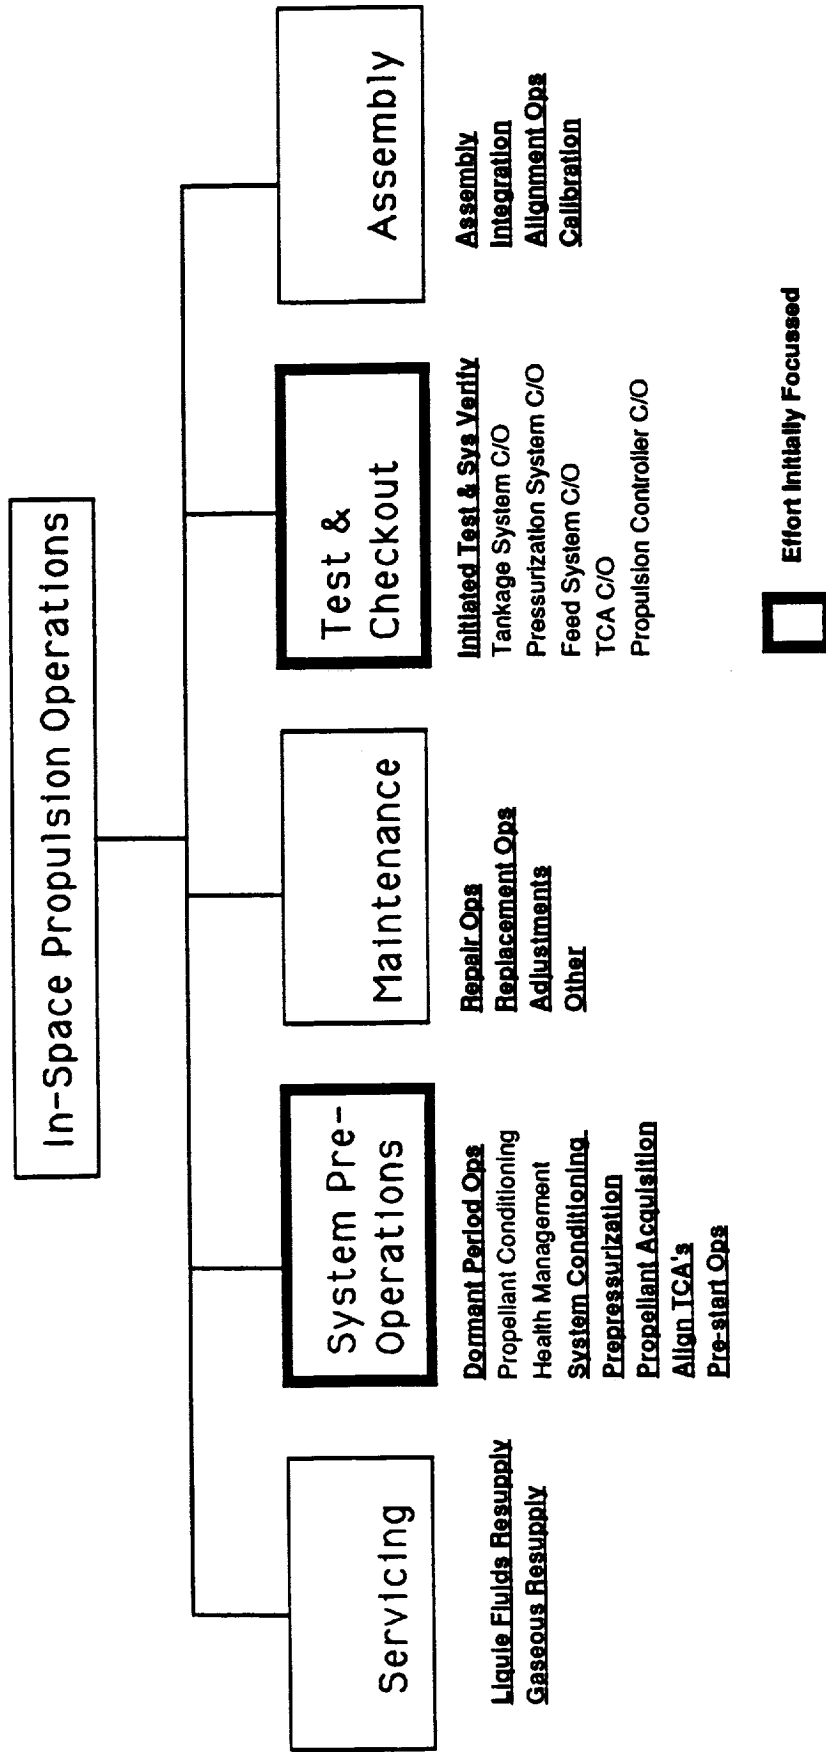 In-Space Propulsion Operations
Servicing
Liquie Fluids Resupply
Gaseous Resupply
System Pre-
Operations
Dormant Period Ops
Propellant Conditioning
Health Management
System Conditioning
Prepressurization
Propellant Acquisition
Align TCA's
Pre-start Ops
Maintenance
Repair Ops
Replacement Ops
Adjustments
Other
Test &
Checkout
Initiated Test & Sys Verify
Tankage System C/O
Pressurization System C/O
Feed System C/O
TCA C/O
Propulsion Controller C/O
Assembly
Assembly
Integration
Alignment Ops
Calibration
Effort Initially Focussed